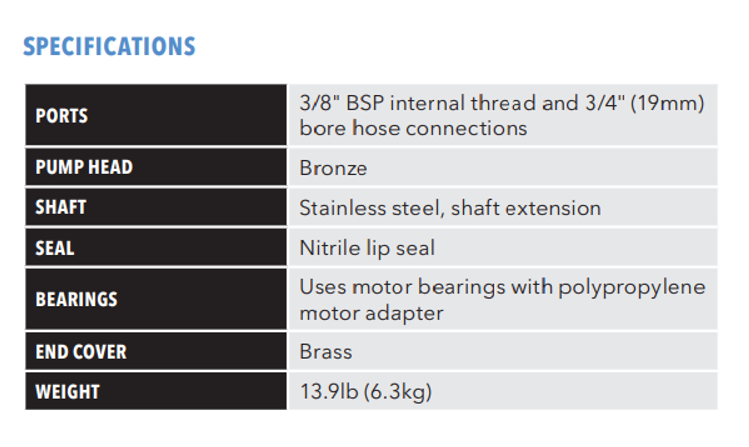 SPECIFICATIONS
PORTS
3/8" BSP internal thread and 3/4" (19mm)
bore hose connections
PUMP HEAD
Bronze
SHAFT
Stainless steel, shaft extension
SEAL
Nitrile lip seal
BEARINGS
Uses motor bearings with polypropylene
motor adapter
END COVER
Brass
WEIGHT
13.9lb (6.3kg)